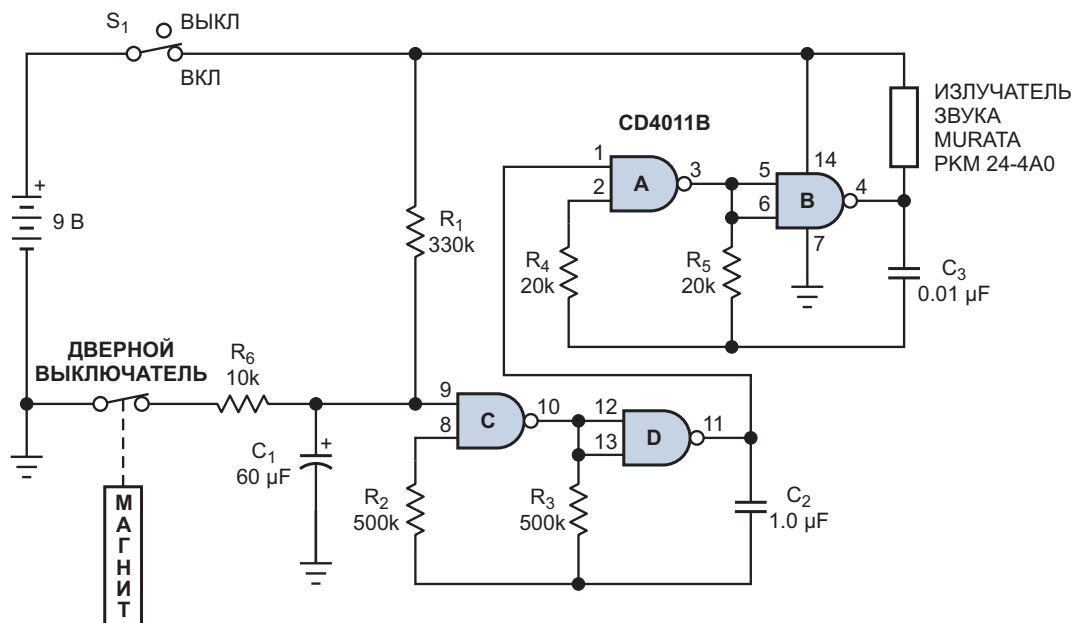 S1
ВЫКЛ
ВКЛ
ИЗЛУЧАТЕЛЬ
ЗВУКА
MURATA
PKM 24-4A0
CD4011B
1
2
A
3
5
6
B
14
4
7
+
9 В
R1
330k
R4
20k
R5
20k
C3
0.01 µF
ДВЕРНОЙ
ВЫКЛЮЧАТЕЛЬ
R6
10k
9
8
C
10
12
13
D
11
C1
60 µF
+
R2
500k
R3
500k
C2
1.0 µF
МАГНИТ